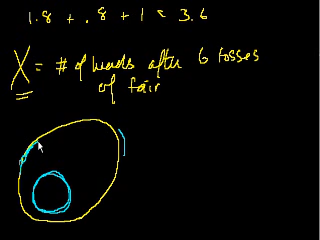 1.8 + .8 + 1 = 3.6
X = # of heads after 6 tosses
of fair